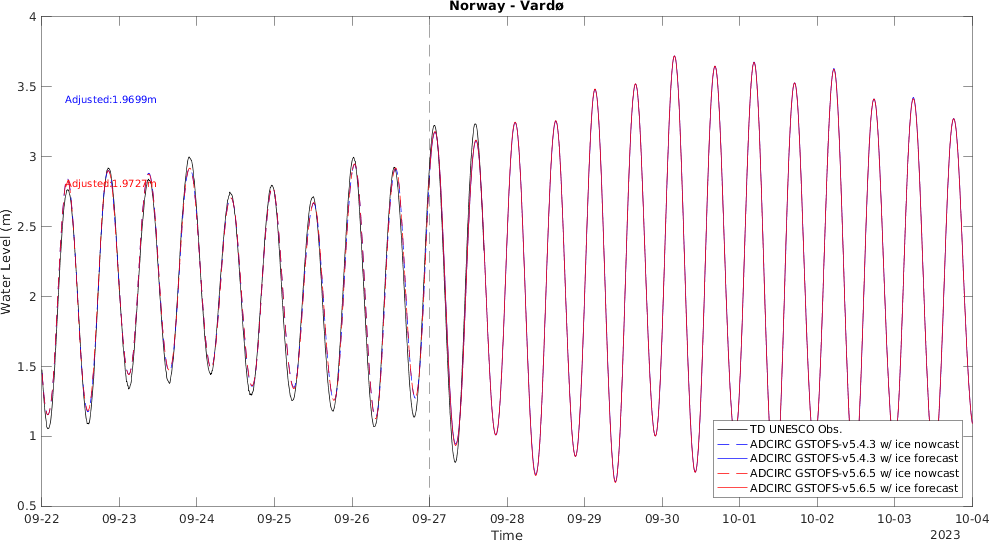 Norway - Vardø
4
3.5
3
2.5
2
1.5
1
0.5
Water Level (m)
Adjusted:1.9699m
Adjusted:1.9727m
TD UNESCO Obs.
ADCIRC GSTOFS-v5.4.3 w/ ice nowcast
ADCIRC GSTOFS-v5.4.3 w/ ice forecast
ADCIRC GSTOFS-v5.6.5 w/ ice nowcast
ADCIRC GSTOFS-v5.6.5 w/ ice forecast
09-22 09-23 09-24 09-25 09-26 09-27 09-28 09-29 09-30 10-01 10-02 10-03 10-04
Time
2023